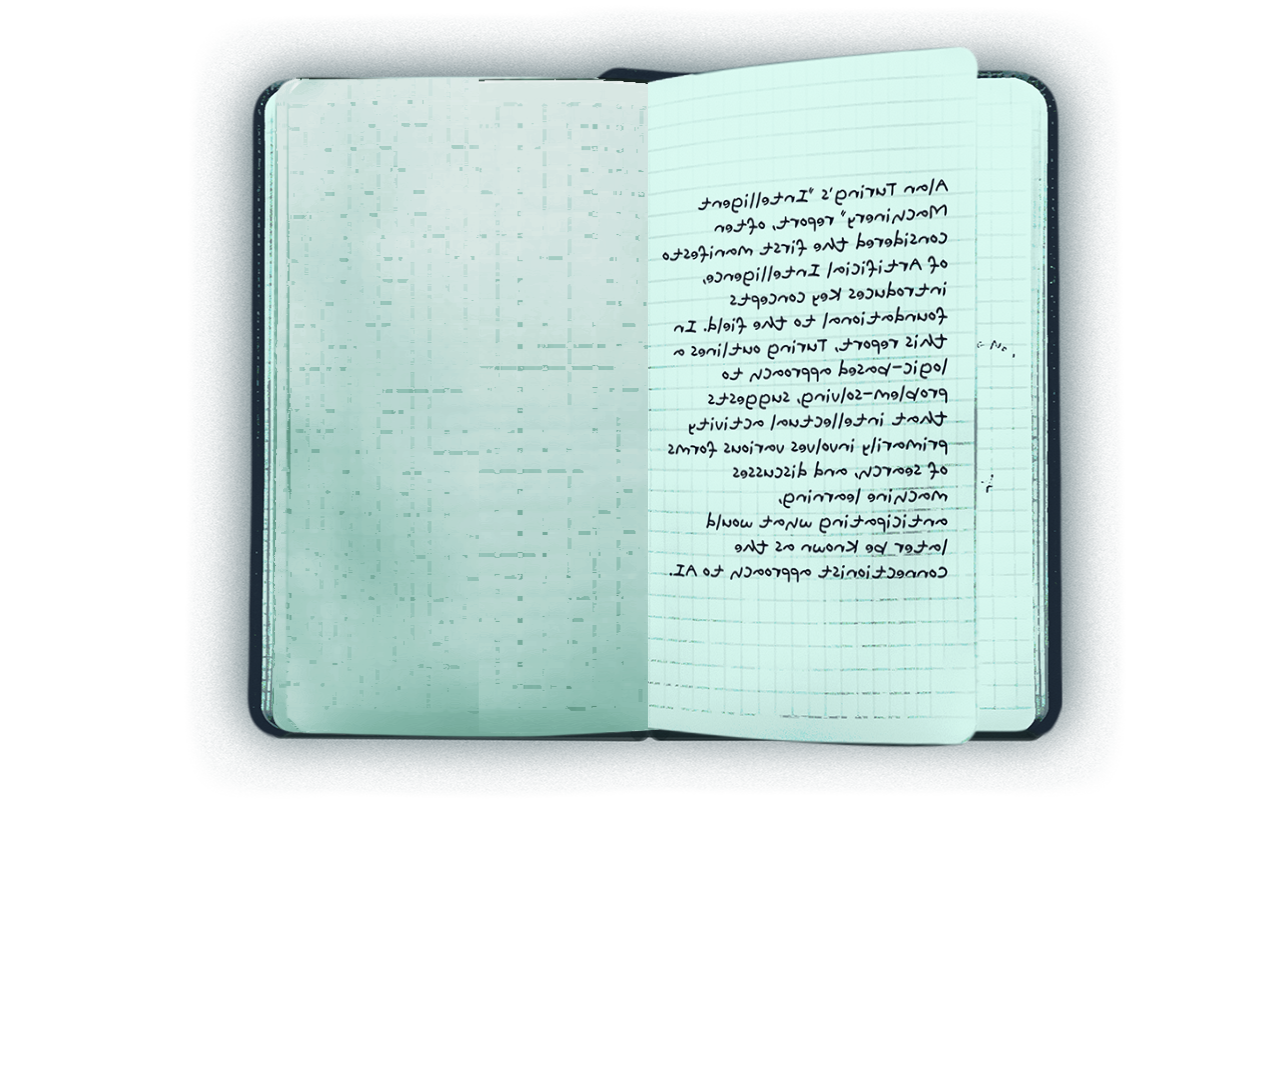 Alan Turing's "Intelligent
Machinery" report, often
considered the first manifesto
of Artificial Intelligence,
introduces key concepts
foundational to the field. In
this report, Turing outlines a
logic-based approach to
problem-solving, suggests
that intellectual activity
primarily involves various forms
of search, and discusses
machine learning,
anticipating what would
later be known as the
connectionist approach to AI.